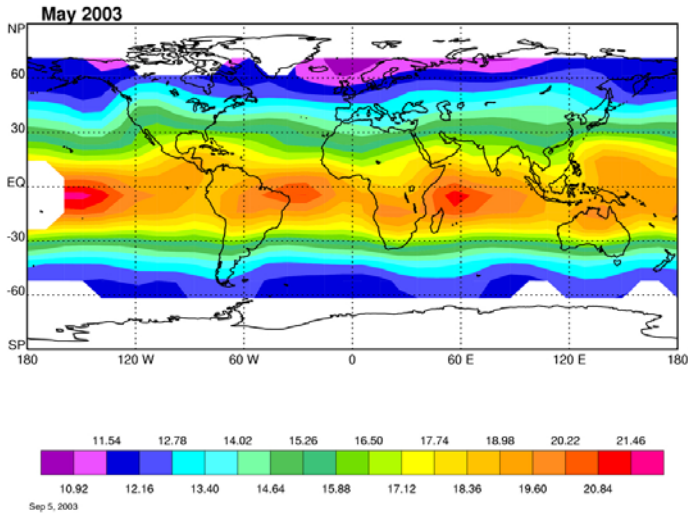 May 2003
NP
60
30
EQ
-30
-60
SP
180 120 W 60 W 0 60 E 120 E 180
11.54 12.78 14.02 15.26 16.50 17.74 18.98 20.22 21.46
10.92 12.16 13.40 14.64 15.88 17.12 18.36 19.60 20.84
Sep 5, 2003